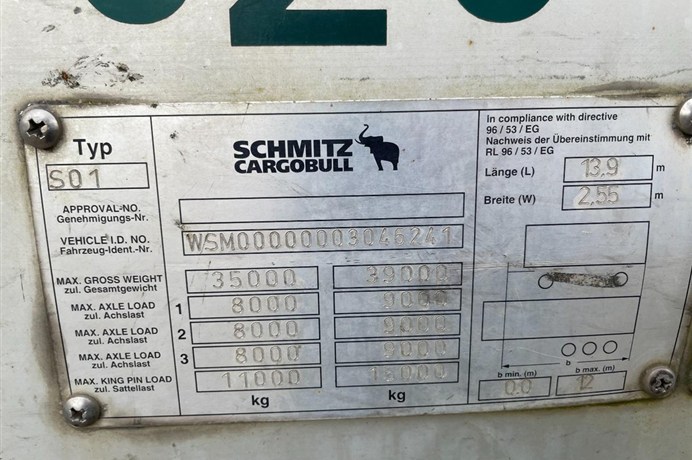 Typ
S01
SCHMITZ
CARGOBULL
In compliance with directive
96 / 53 / EG
Nachweis der Übereinstimmung mit
RL 96 / 53 / EG
Länge (L) 13,9 m
Breite (W) 2,55 m
APPROVAL-NO.
Genehmigungs-Nr.
VEHICLE I.D. NO. WSM00000003046241
Fahrzeug-Ident.-Nr.
MAX. GROSS WEIGHT 35000 39000
zul. Gesamtgewicht
MAX. AXLE LOAD 1 8000 9000
zul. Achslast
MAX. AXLE LOAD 2 8000 9000
zul. Achslast
MAX. AXLE LOAD 3 8000 9000
zul. Achslast
MAX. KING PIN LOAD 11000
zul. Sattellast
kg kg
b
b min. (m) b max. (m)
0.0 12